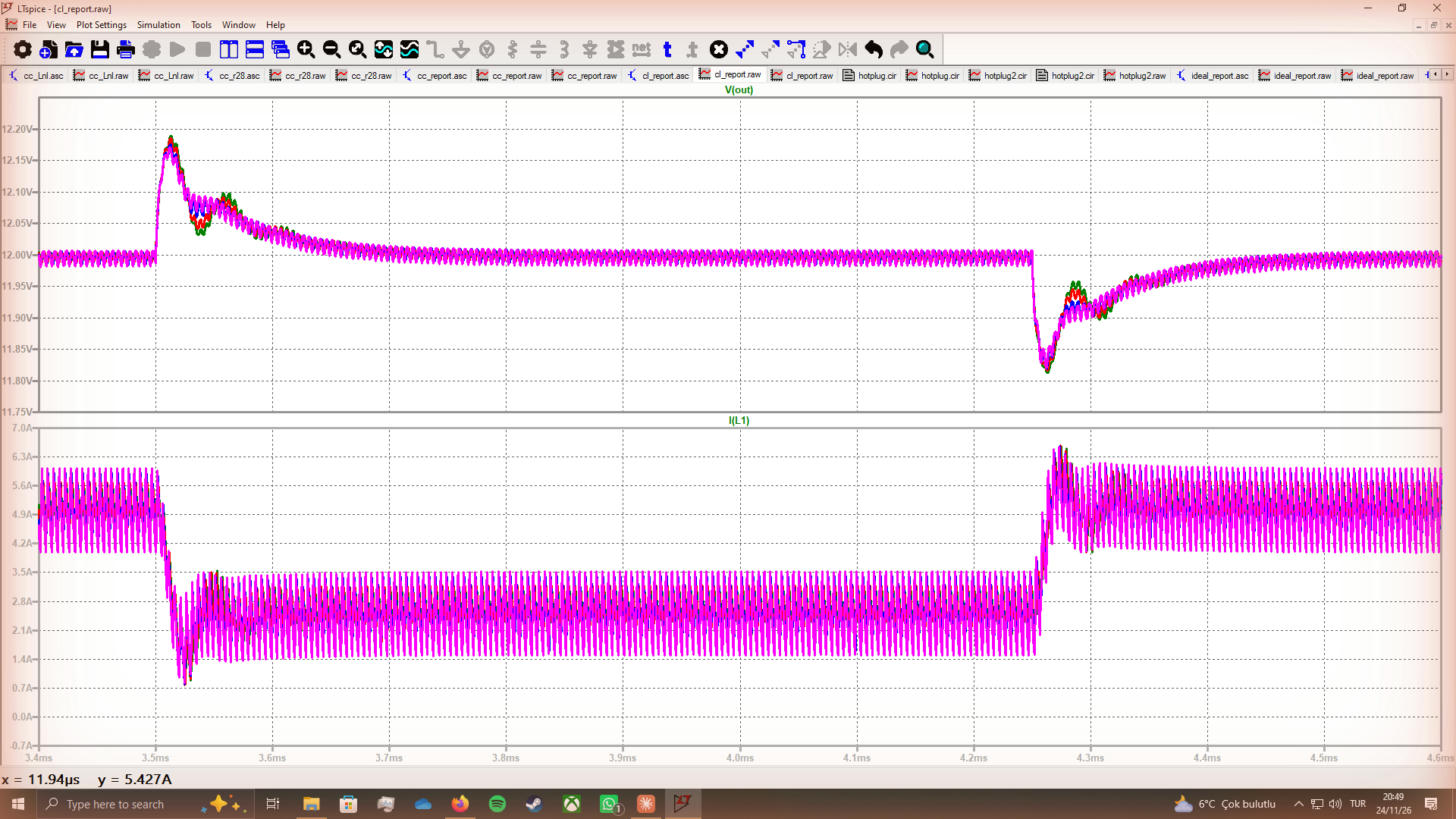 LTspice - [cl_report.raw]
File View Plot Settings Simulation Tools Window Help
cc_Lnl.asc cc_Lnl.raw cc_Lnl.raw cc_r28.asc cc_r28.raw cc_r28.raw cc_report.asc cc_report.raw cc_report.raw cl_report.asc cl_report.raw cl_report.raw hotplug.cir hotplug.cir hotplug2.cir hotplug2.cir hotplug2.raw ideal_report.asc ideal_report.raw ideal_report.raw
V(out)
12.20V
12.15V
12.10V
12.05V
12.00V
11.95V
11.90V
11.85V
11.80V
11.75V
I(L1)
7.0A
6.3A
5.6A
4.9A
4.2A
3.5A
2.8A
2.1A
1.4A
0.7A
0.0A
-0.7A
3.4ms 3.5ms 3.6ms 3.7ms 3.8ms 3.9ms 4.0ms 4.1ms 4.2ms 4.3ms 4.4ms 4.5ms 4.6ms
x = 11.94µs y = 5.427A
Type here to search
1
6°C Çok bulutlu
TUR
20:49
24/11/26